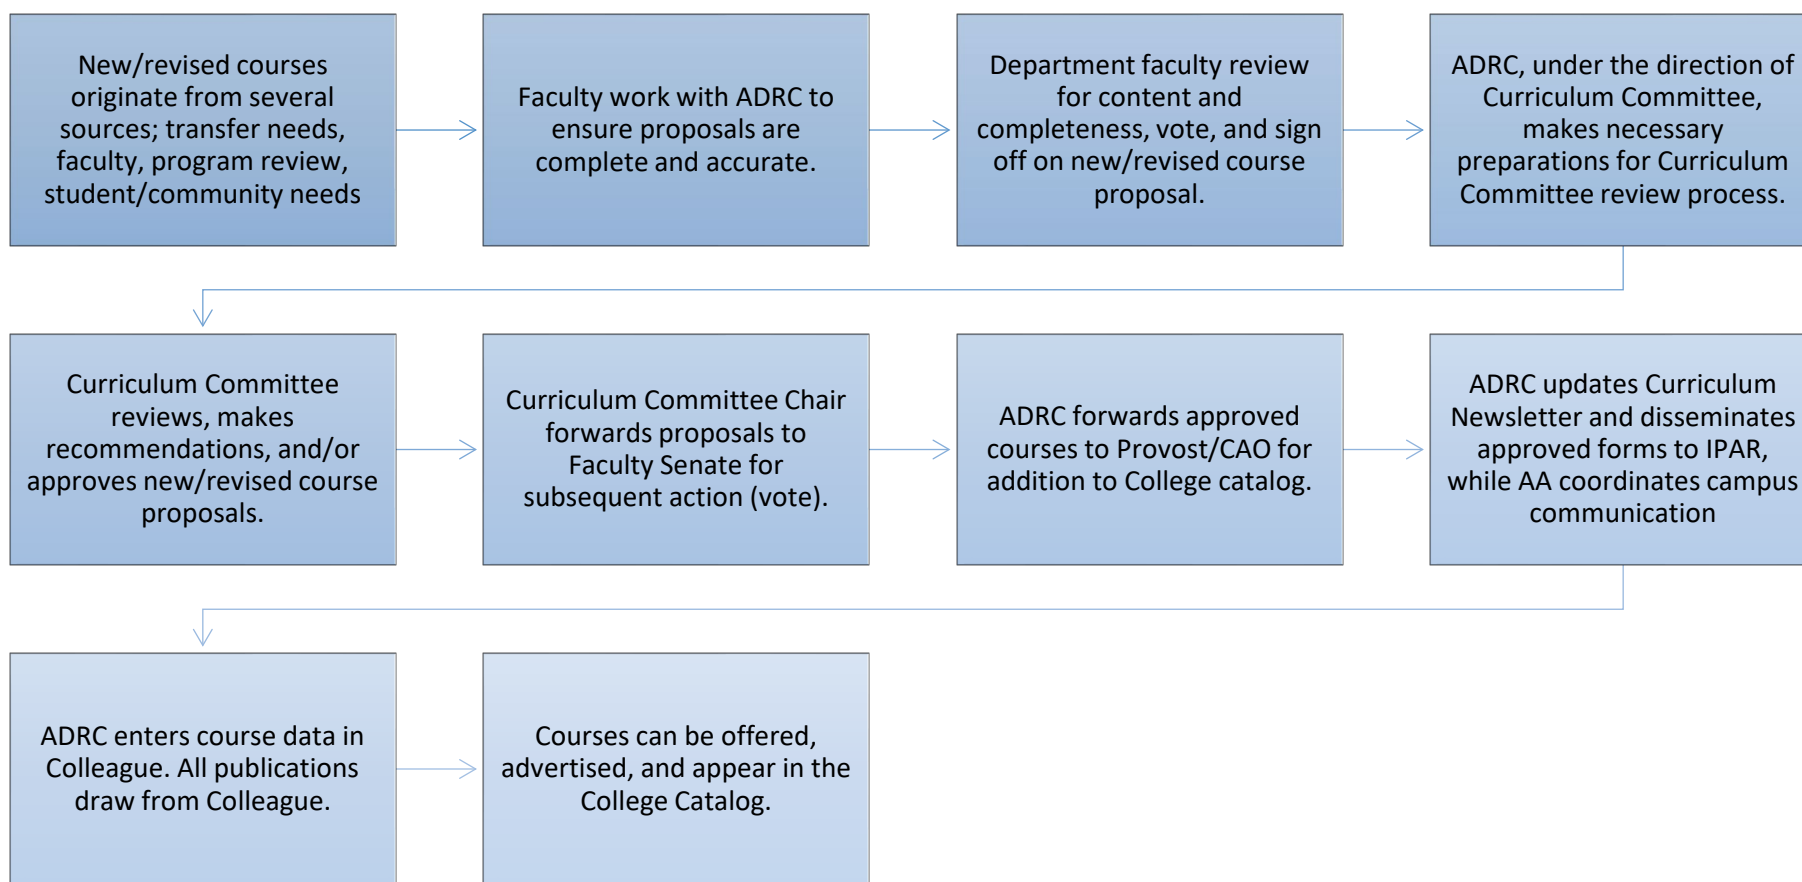 New/revised courses
originate from several
sources; transfer needs,
faculty, program review,
student/community needs
Faculty work with ADRC to
ensure proposals are
complete and accurate.
Department faculty review
for content and
completeness, vote, and sign
off on new/revised course
proposal.
ADRC, under the direction of
Curriculum Committee,
makes necessary
preparations for Curriculum
Committee review process.
Curriculum Committee
reviews, makes
recommendations, and/or
approves new/revised course
proposals.
Curriculum Committee Chair
forwards proposals to
Faculty Senate for
subsequent action (vote).
ADRC forwards approved
courses to Provost/CAO for
addition to College catalog.
ADRC updates Curriculum
Newsletter and disseminates
approved forms to IPAR,
while AA coordinates campus
communication
ADRC enters course data in
Colleague. All publications
draw from Colleague.
Courses can be offered,
advertised, and appear in the
College Catalog.